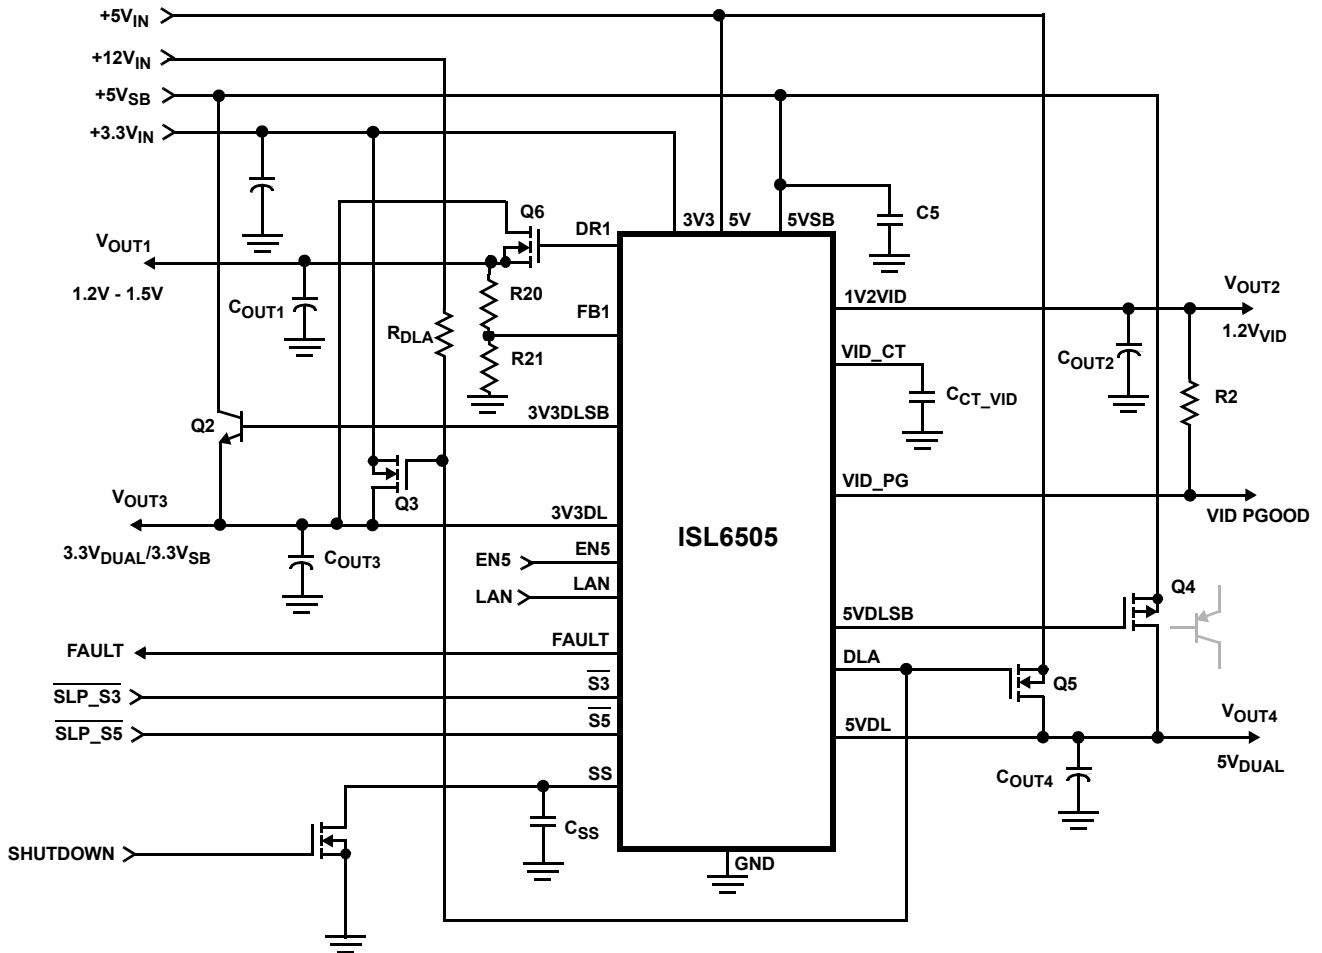 +5VIN
+12VIN
+5VSB
+3.3VIN
Q6
DR1
3V3
5V
5VSB
C5
VOUT1
1.2V - 1.5V
COUT1
R20
FB1
RDLA
R21
1V2VID
VOUT2
1.2VVID
VID_CT
COUT2
CCT_VID
R2
Q2
3V3DLSB
VID_PG
VID PGOOD
Q3
VOUT3
3.3VDUAL/3.3VSB
COUT3
3V3DL
ISL6505
EN5
EN5
LAN
LAN
Q4
5VDLSB
FAULT
FAULT
DLA
Q5
SLP_S3
S3
SLP_S5
S5
5VDL
VOUT4
5VDUAL
COUT4
SS
CSS
SHUTDOWN
GND